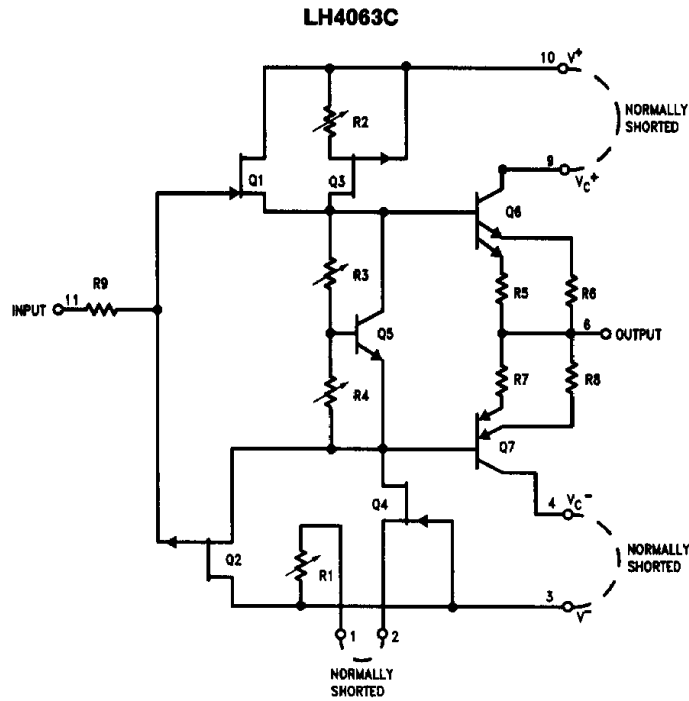 LH4063C
10 V+
NORMALLY
SHORTED
R2
9
VC+
Q1
Q3
Q6
R9
INPUT 11
R3
R5
R6
Q5
6 OUTPUT
R4
R7
R8
Q7
Q4
4 VC-
Q2
R1
NORMALLY
SHORTED
3
V-
1
2
NORMALLY
SHORTED